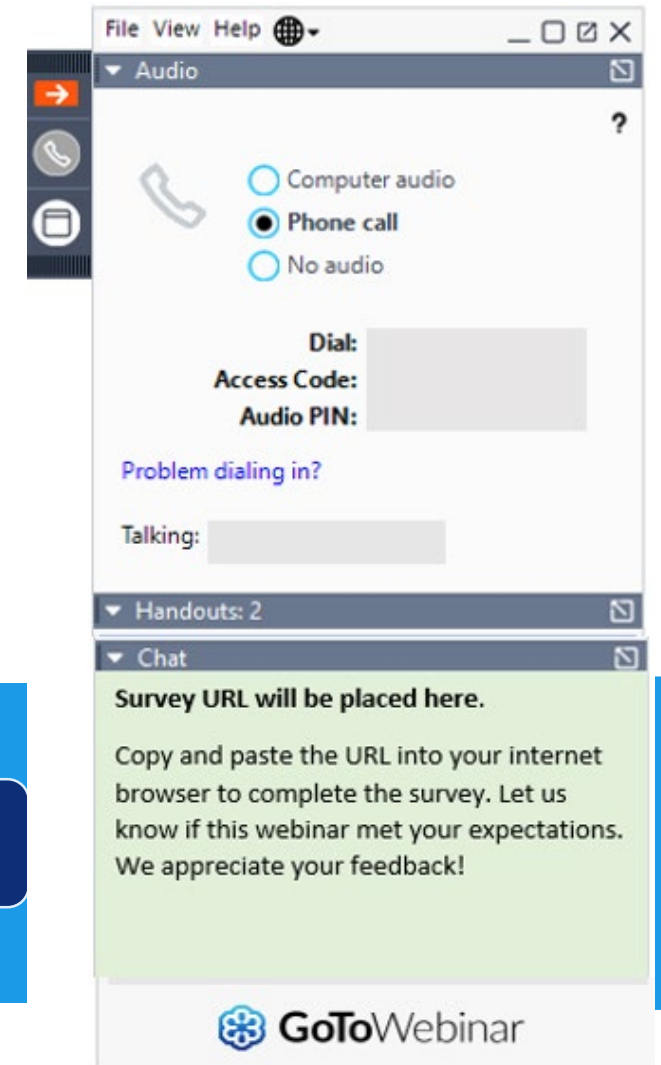 File View Help
Audio
?
Computer audio
Phone call
No audio
Dial:
Access Code:
Audio PIN:
Problem dialing in?
Talking:
Handouts: 2
Chat
Survey URL will be placed here.
Copy and paste the URL into your internet
browser to complete the survey. Let us
know if this webinar met your expectations.
We appreciate your feedback!
GoToWebinar